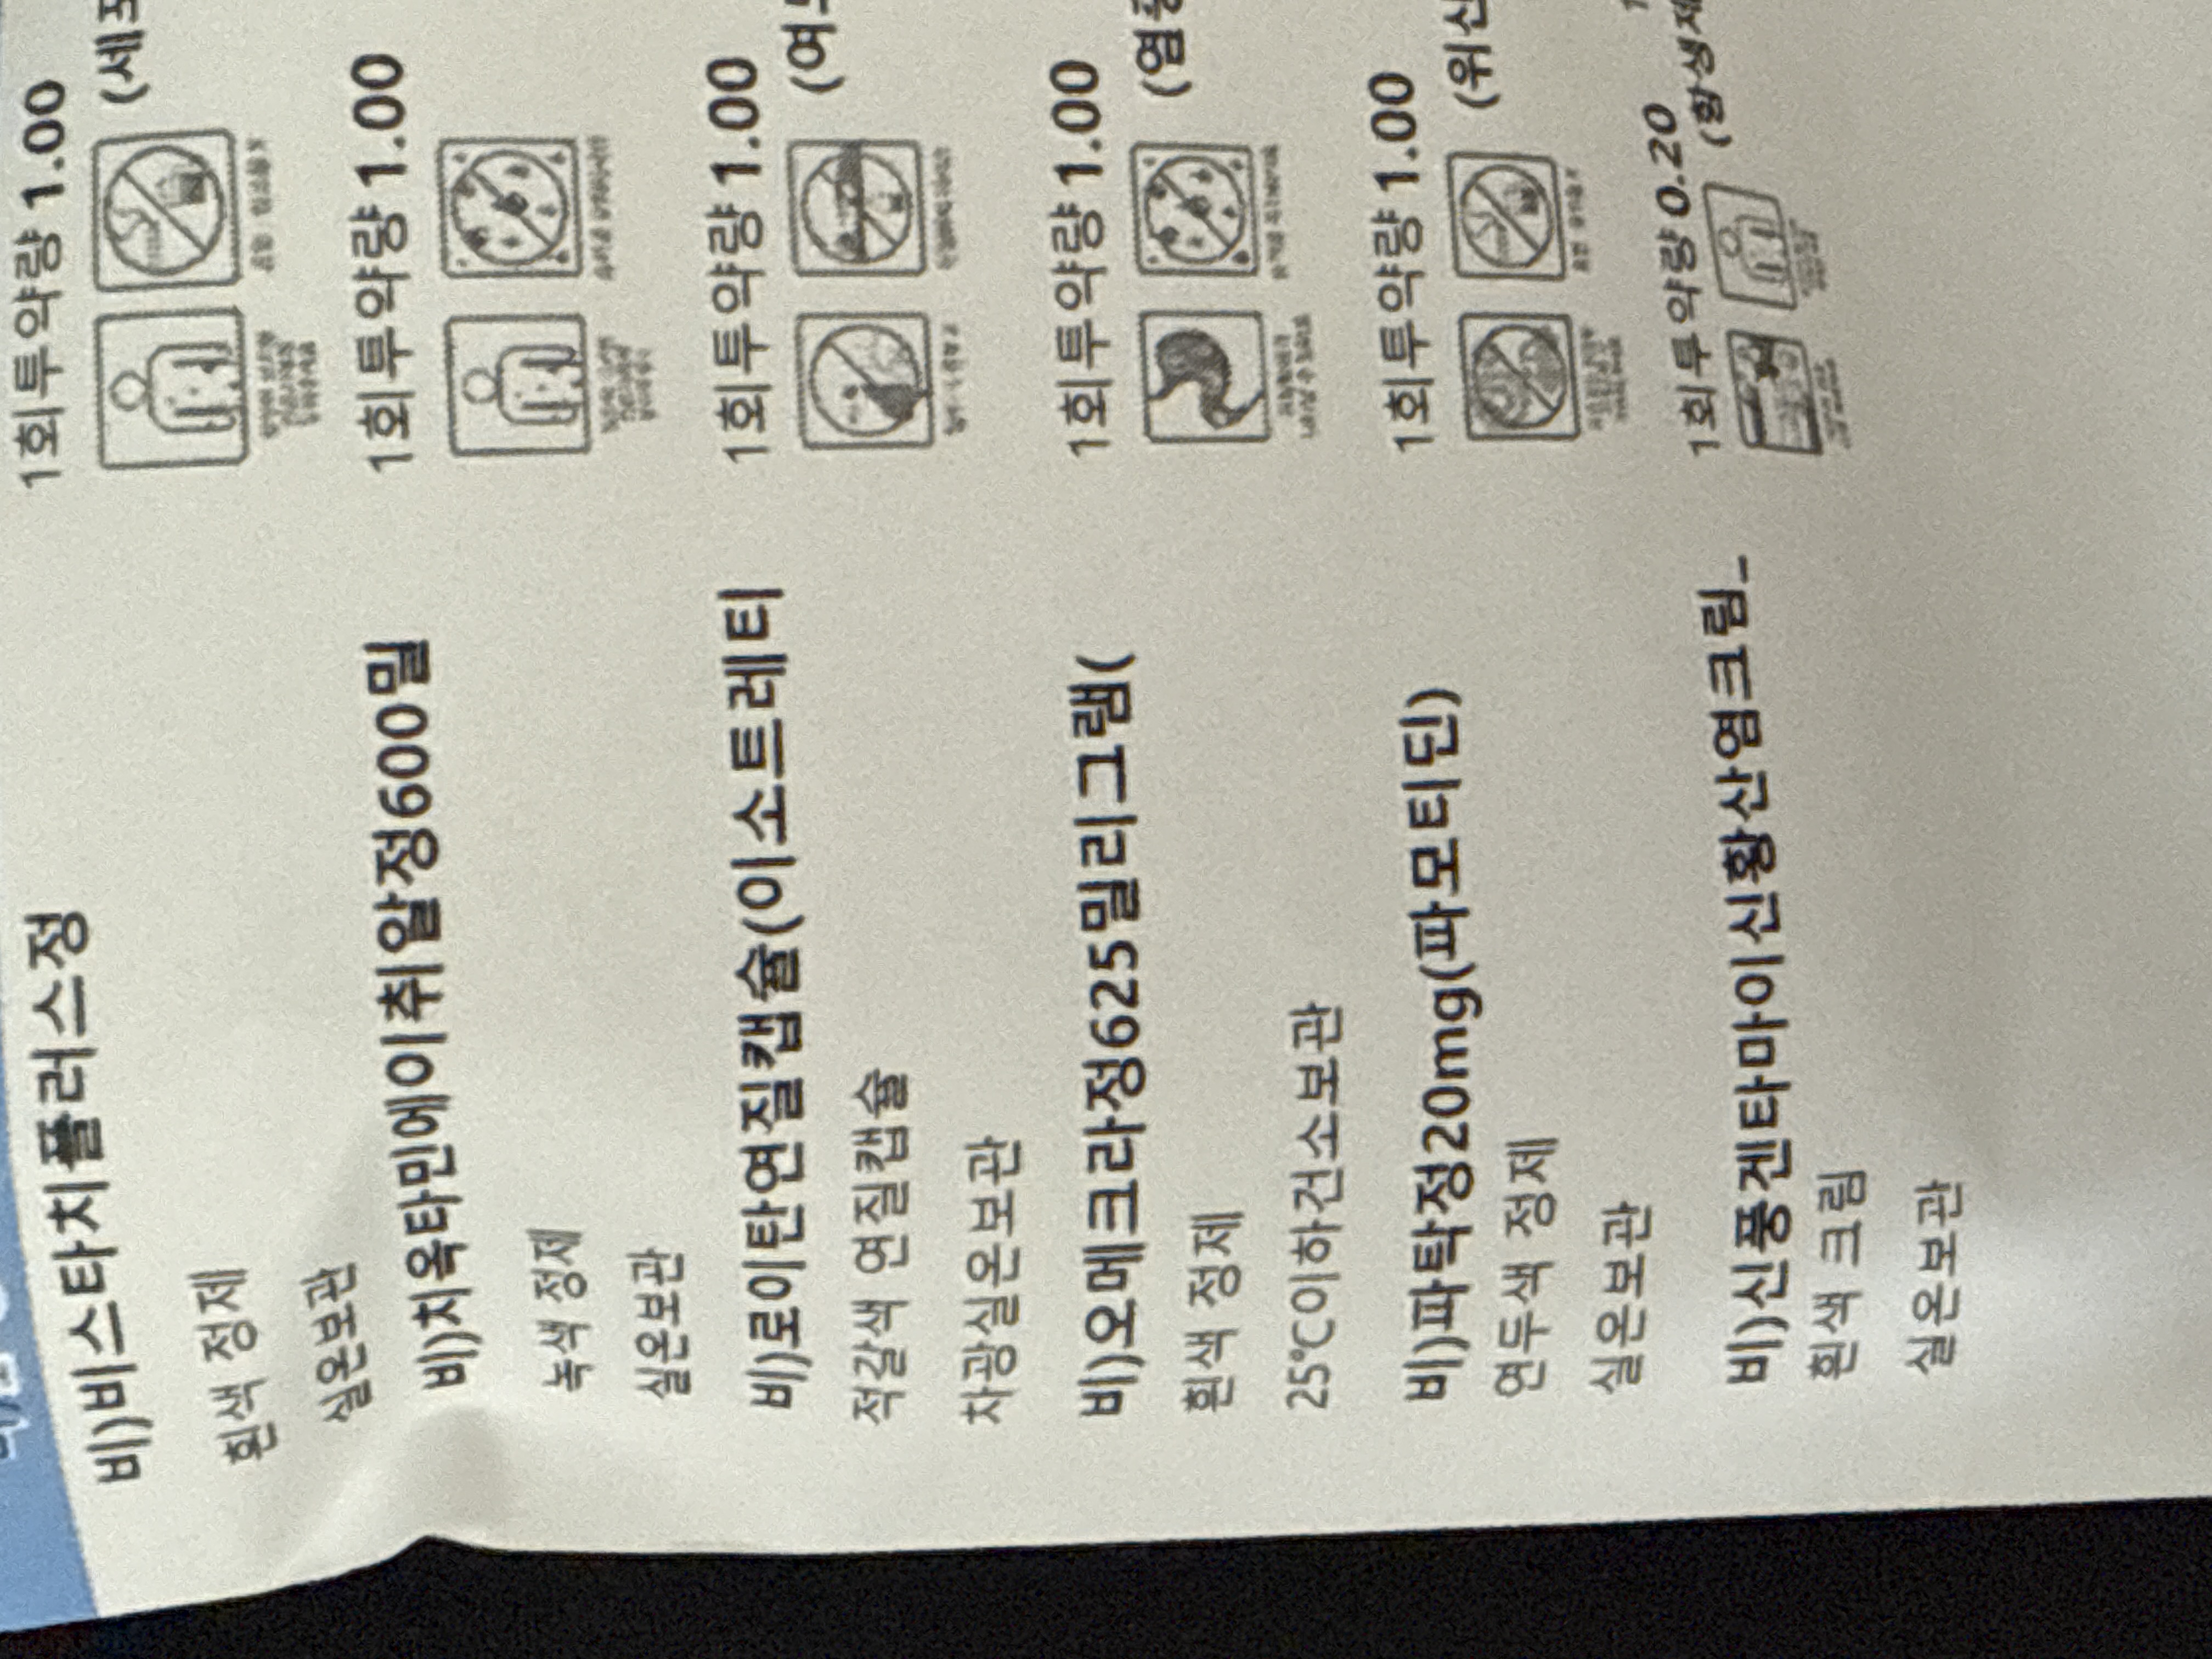 비)비스타치플러스정
1회투약량 1.00
흰색 정제
실온보관
비)치옥타민에이취알정600밀
1회투약량 1.00
녹색 정제
실온보관
비)로이탄연질캡슐(이소트레티
1회투약량 1.00
적갈색 연질캡슐
차광실온보관
비)오메크라정625밀리그램(
1회투약량 1.00
흰색 정제
25℃이하건소보관
비)파탁정20mg(파모티딘)
1회투약량 1.00
(위산
연두색 정제
실온보관
비)신풍겐타마이신황산염크림_
1회투약량 0.20
(항생제
흰색 크림
실온보관